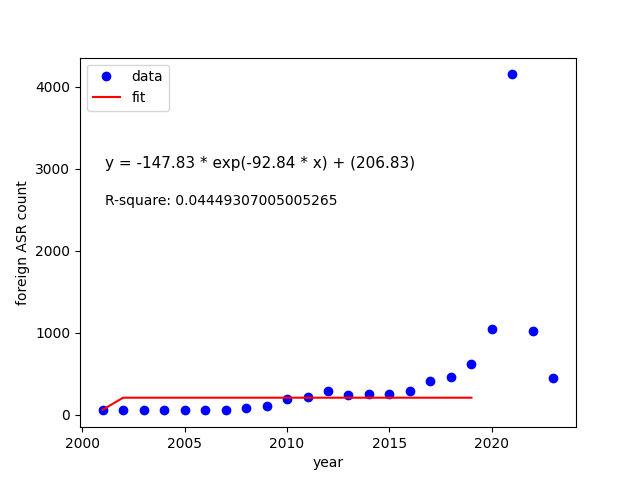 data
fit
y = -147.83 * exp(-92.84 * x) + (206.83)
R-square: 0.04449307005005265
foreign ASR count
4000
3000
2000
1000
0
2000
2005
2010
2015
2020
year